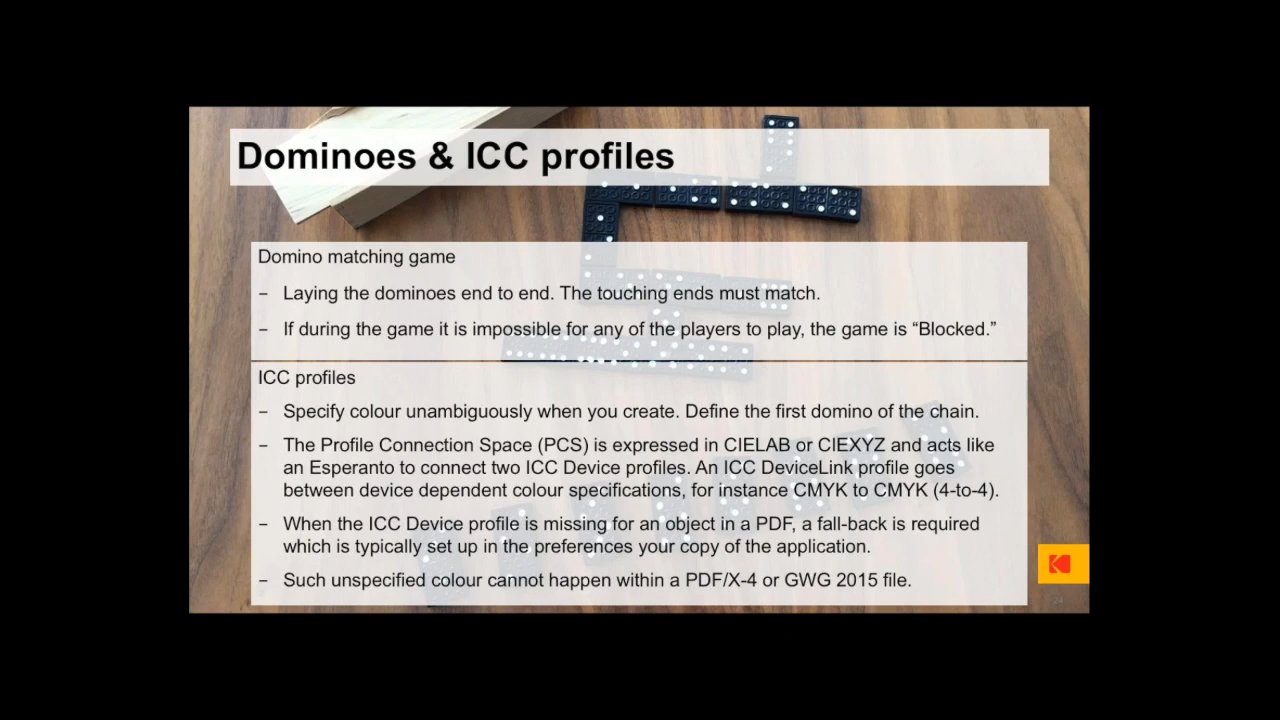 Dominoes & ICC profiles
Domino matching game
– Laying the dominoes end to end. The touching ends must match.
– If during the game it is impossible for any of the players to play, the game is “Blocked.”
ICC profiles
– Specify colour unambiguously when you create. Define the first domino of the chain.
– The Profile Connection Space (PCS) is expressed in CIELAB or CIEXYZ and acts like
an Esperanto to connect two ICC Device profiles. An ICC DeviceLink profile goes
between device dependent colour specifications, for instance CMYK to CMYK (4-to-4).
– When the ICC Device profile is missing for an object in a PDF, a fall-back is required
which is typically set up in the preferences your copy of the application.
– Such unspecified colour cannot happen within a PDF/X-4 or GWG 2015 file.
24